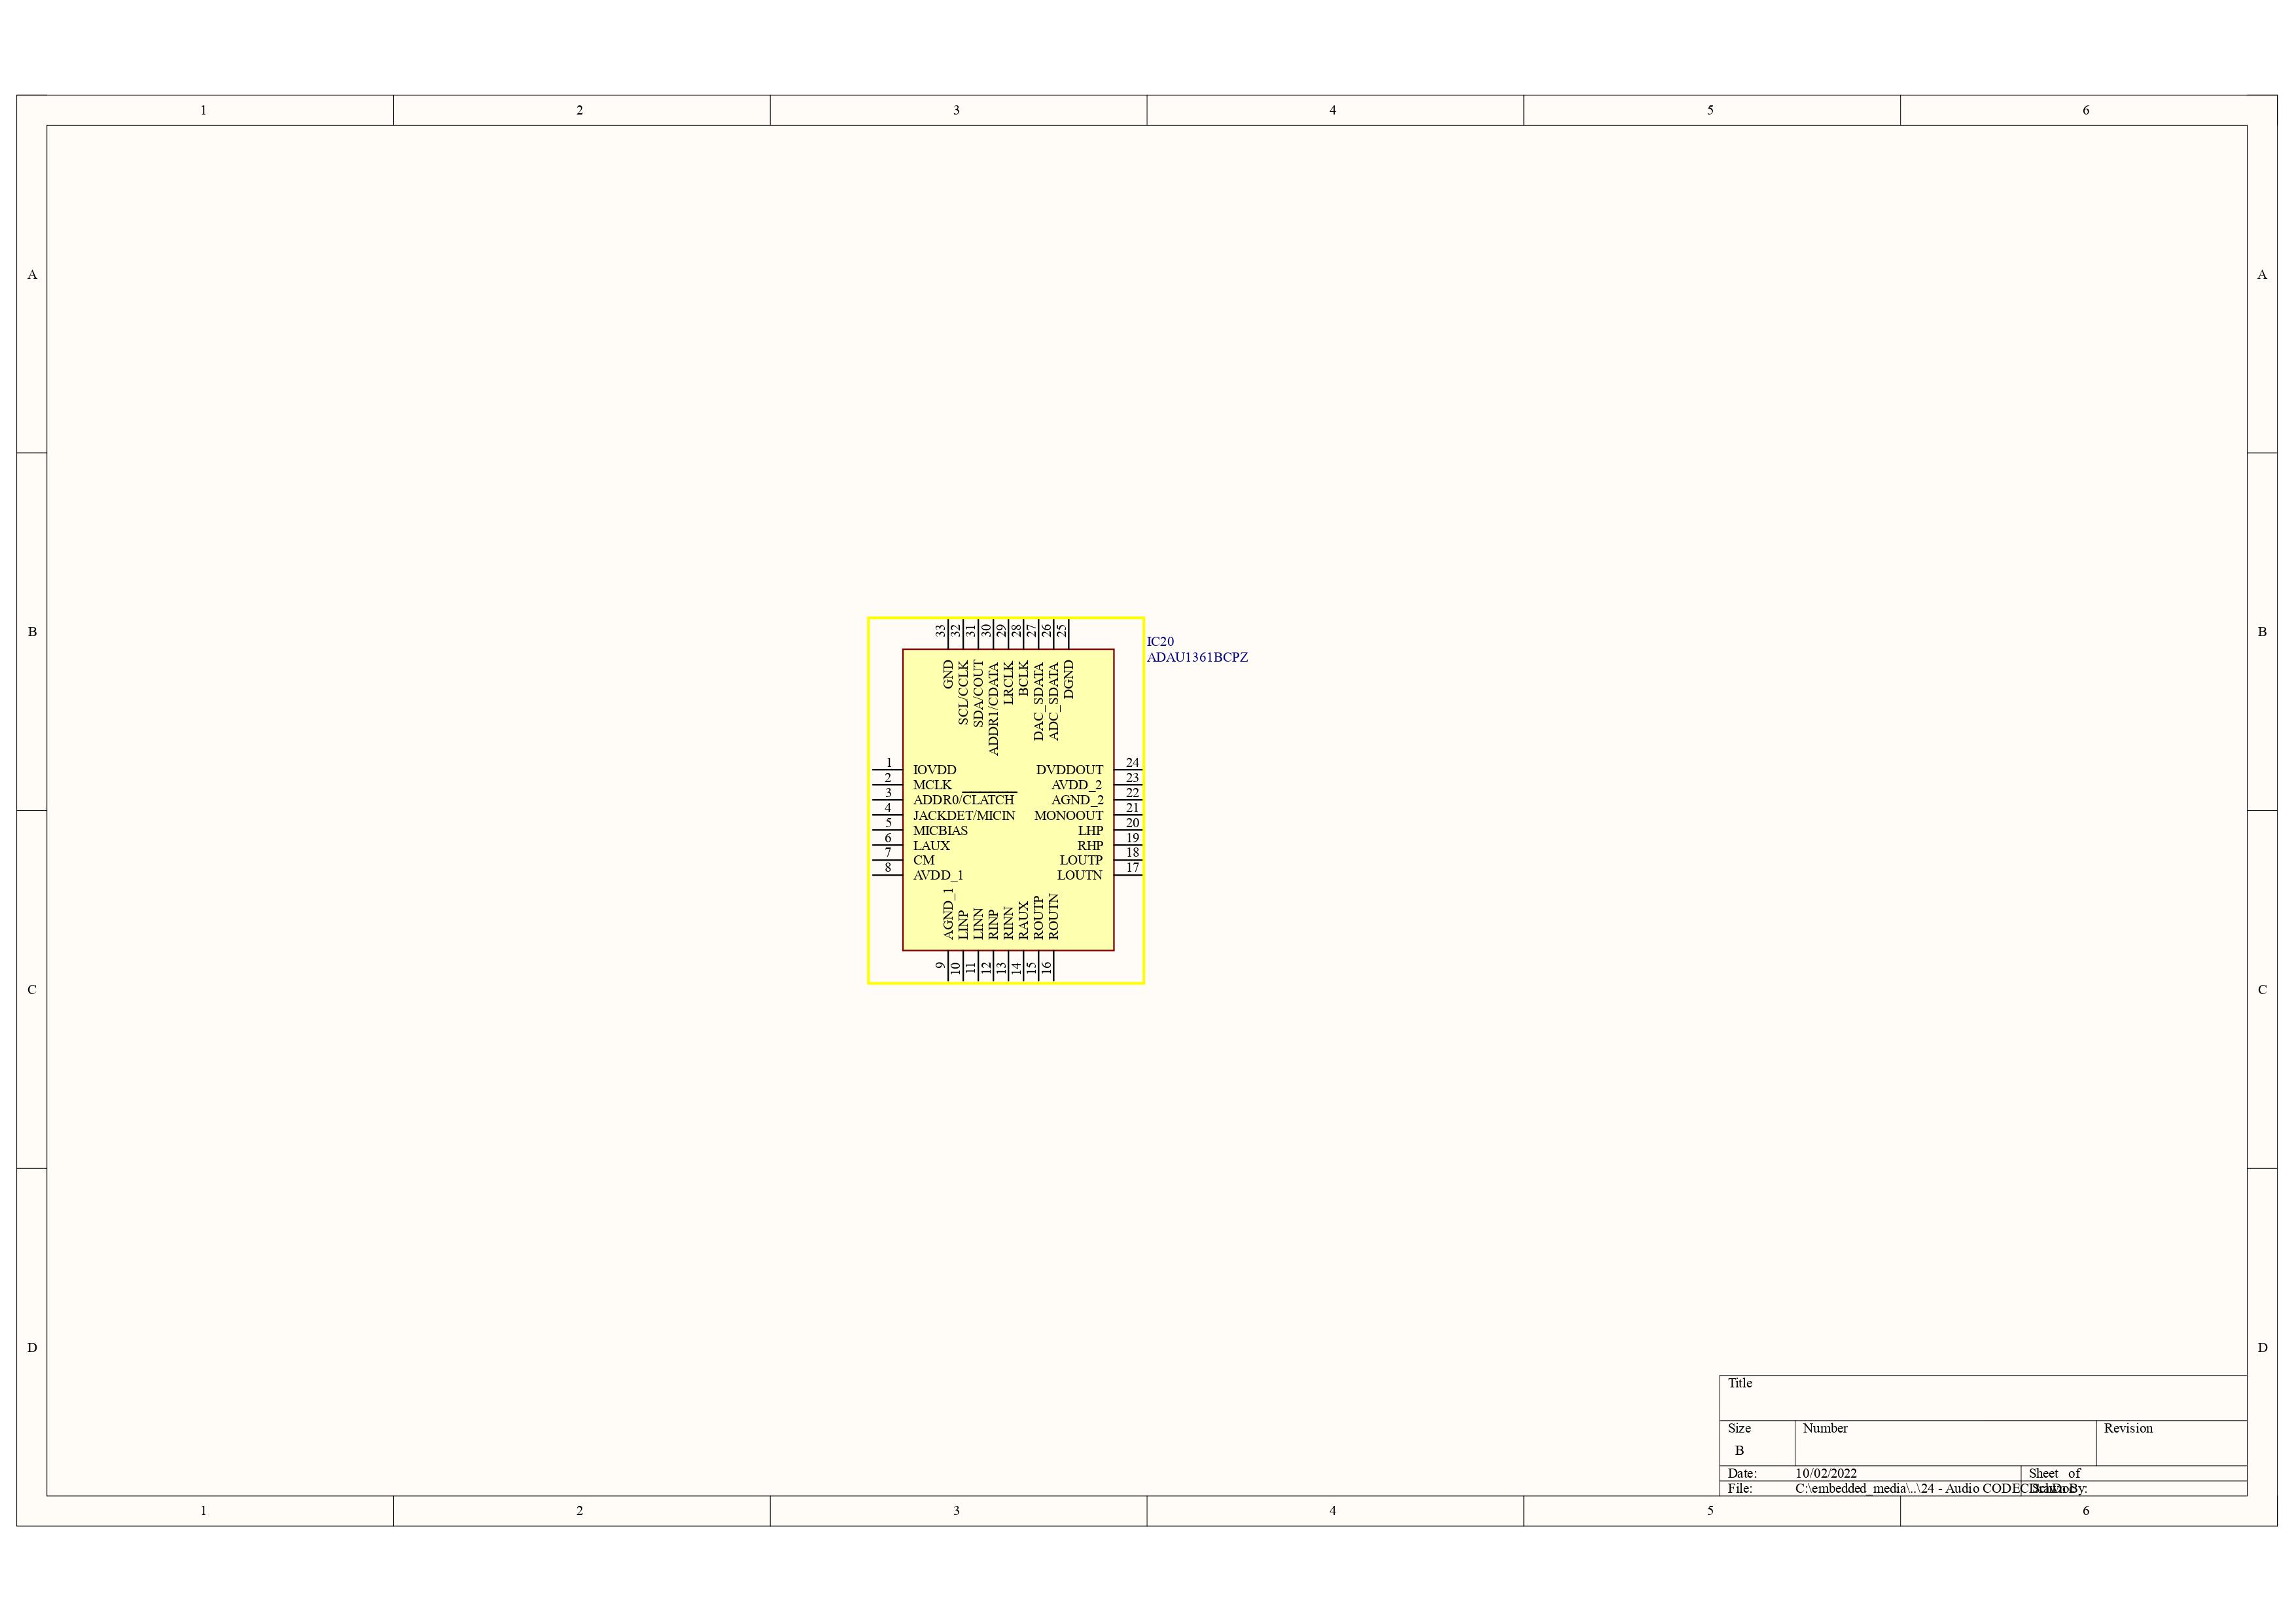 1 2 3 4 5 6
A A
B B
C C
D D
IC20
ADAU1361BCPZ
33 32 31 30 29 28 27 26 25
GND
SCL/CCLK
SDA/COUT
ADDR1/CDATA
LRCLK
BCLK
DAC_SDATA
ADC_SDATA
DGND
1 IOVDD
2 MCLK
3 ADDR0/CLATCH
4 JACKDET/MICIN
5 MICBIAS
6 LAUX
7 CM
8 AVDD_1
DVDDOUT 24
AVDD_2 23
AGND_2 22
MONOOUT 21
LHP 20
RHP 19
LOUTP 18
LOUTN 17
AGND_1
LINP
LINN
RINP
RINN
RAUX
ROUTP
ROUTN
9 10 11 12 13 14 15 16
Title
Size Number Revision
B
Date: 10/02/2022 Sheet of
File: C:\embedded_media\..\24 - Audio CODEC.SchDoc Drawn By:
1 2 3 4 5 6